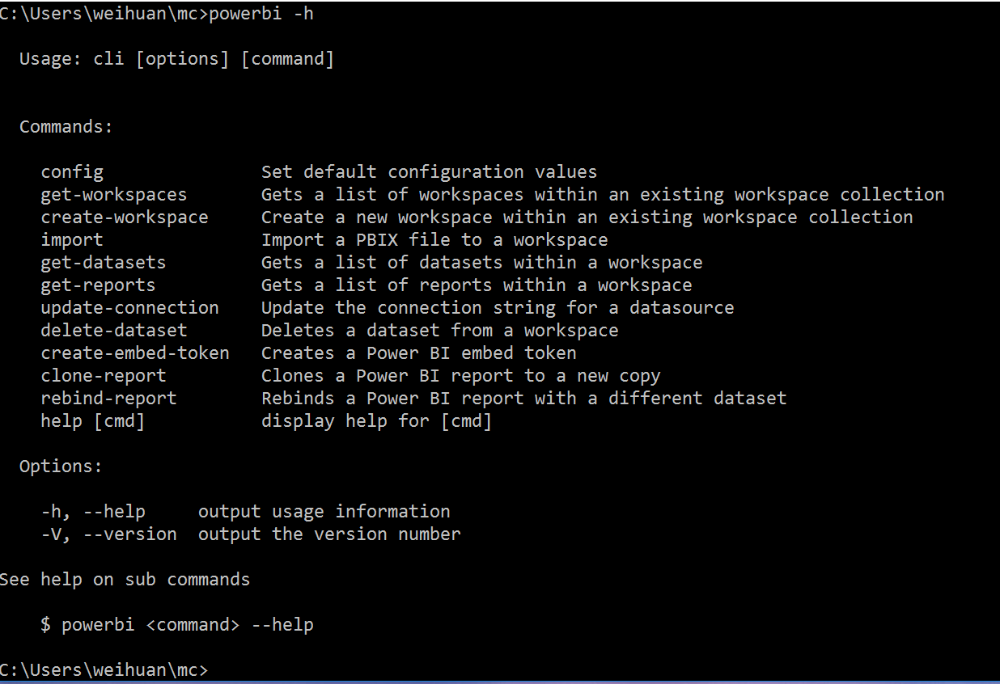 C:\Users\weihuan\mc>powerbi -h
Usage: cli [options] [command]
Commands:
config Set default configuration values
get-workspaces Gets a list of workspaces within an existing workspace collection
create-workspace Create a new workspace within an existing workspace collection
import Import a PBIX file to a workspace
get-datasets Gets a list of datasets within a workspace
get-reports Gets a list of reports within a workspace
update-connection Update the connection string for a datasource
delete-dataset Deletes a dataset from a workspace
create-embed-token Creates a Power BI embed token
clone-report Clones a Power BI report to a new copy
rebind-report Rebinds a Power BI report with a different dataset
help [cmd] display help for [cmd]
Options:
-h, --help output usage information
-V, --version output the version number
See help on sub commands
$ powerbi <command> --help
C:\Users\weihuan\mc>